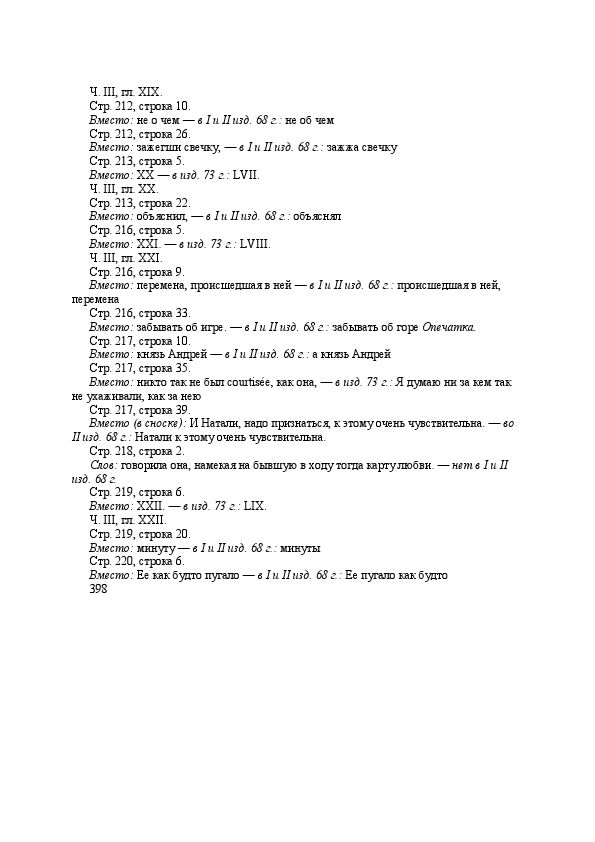 Ч. III, гл. XIX.
Стр. 212, строка 10.
Вместо: не о чем — в I и II изд. 68 г.: не об чем
Стр. 212, строка 26.
Вместо: зажегши свечку, — в I и II изд. 68 г.: зажжа свечку
Стр. 213, строка 5.
Вместо: XX — в изд. 73 г.: LVII.
Ч. III, гл. XX.
Стр. 213, строка 22.
Вместо: объяснил, — в I и II изд. 68 г.: объяснял
Стр. 216, строка 5.
Вместо: XXI. — в изд. 73 г.: LVIII.
Ч. III, гл. XXI.
Стр. 216, строка 9.
Вместо: перемена, происшедшая в ней — в I и II изд. 68 г.: происшедшая в ней,
перемена
Стр. 216, строка 33.
Вместо: забывать об игре. — в I и II изд. 68 г.: забывать об горе Опечатка.
Стр. 217, строка 10.
Вместо: князь Андрей — в I и II изд. 68 г.: а князь Андрей
Стр. 217, строка 35.
Вместо: никто так не был courtisée, как она, — в изд. 73 г.: Я думаю ни за кем так
не ухаживали, как за нею
Стр. 217, строка 39.
Вместо (в сноске): И Натали, надо признаться, к этому очень чувствительна. — во
II изд. 68 г.: Натали к этому очень чувствительна.
Стр. 218, строка 2.
Слов: говорила она, намекая на бывшую в ходу тогда карту любви. — нет в I и II
изд. 68 г.
Стр. 219, строка 6.
Вместо: XXII. — в изд. 73 г.: LIX.
Ч. III, гл. XXII.
Стр. 219, строка 20.
Вместо: минуту — в I и II изд. 68 г.: минуты
Стр. 220, строка 6.
Вместо: Ее как будто пугало — в I и II изд. 68 г.: Ее пугало как будто
398